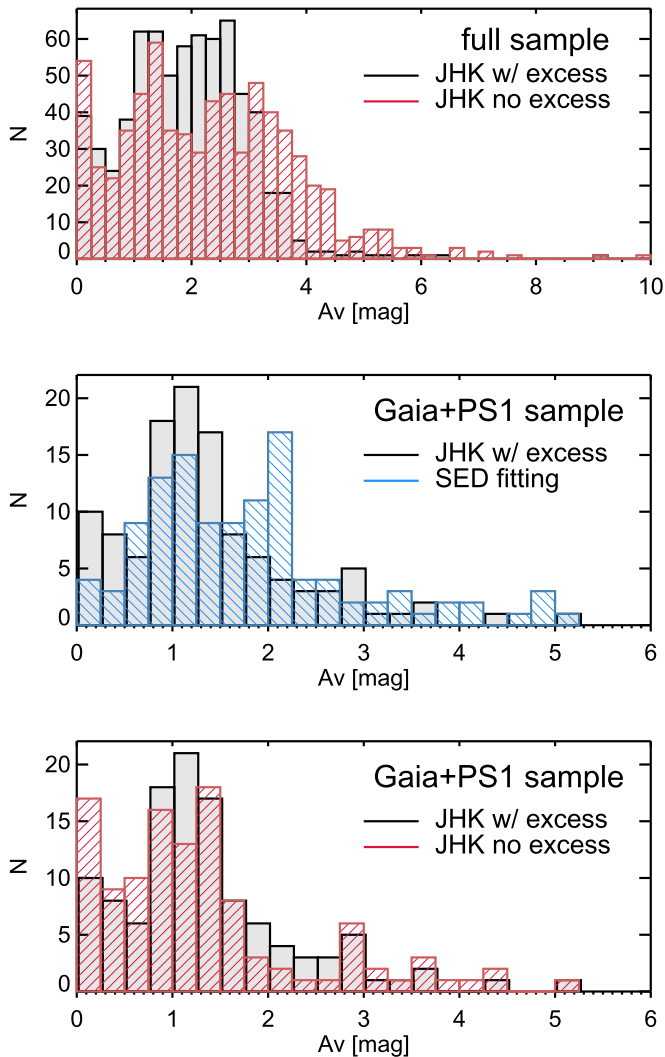 full sample
JHK w/ excess
JHK no excess
60
50
40
30
20
10
0
N
0 2 4 6 8 10
Av [mag]
Gaia+PS1 sample
JHK w/ excess
SED fitting
20
15
10
5
0
N
0 1 2 3 4 5 6
Av [mag]
Gaia+PS1 sample
JHK w/ excess
JHK no excess
20
15
10
5
0
N
0 1 2 3 4 5 6
Av [mag]